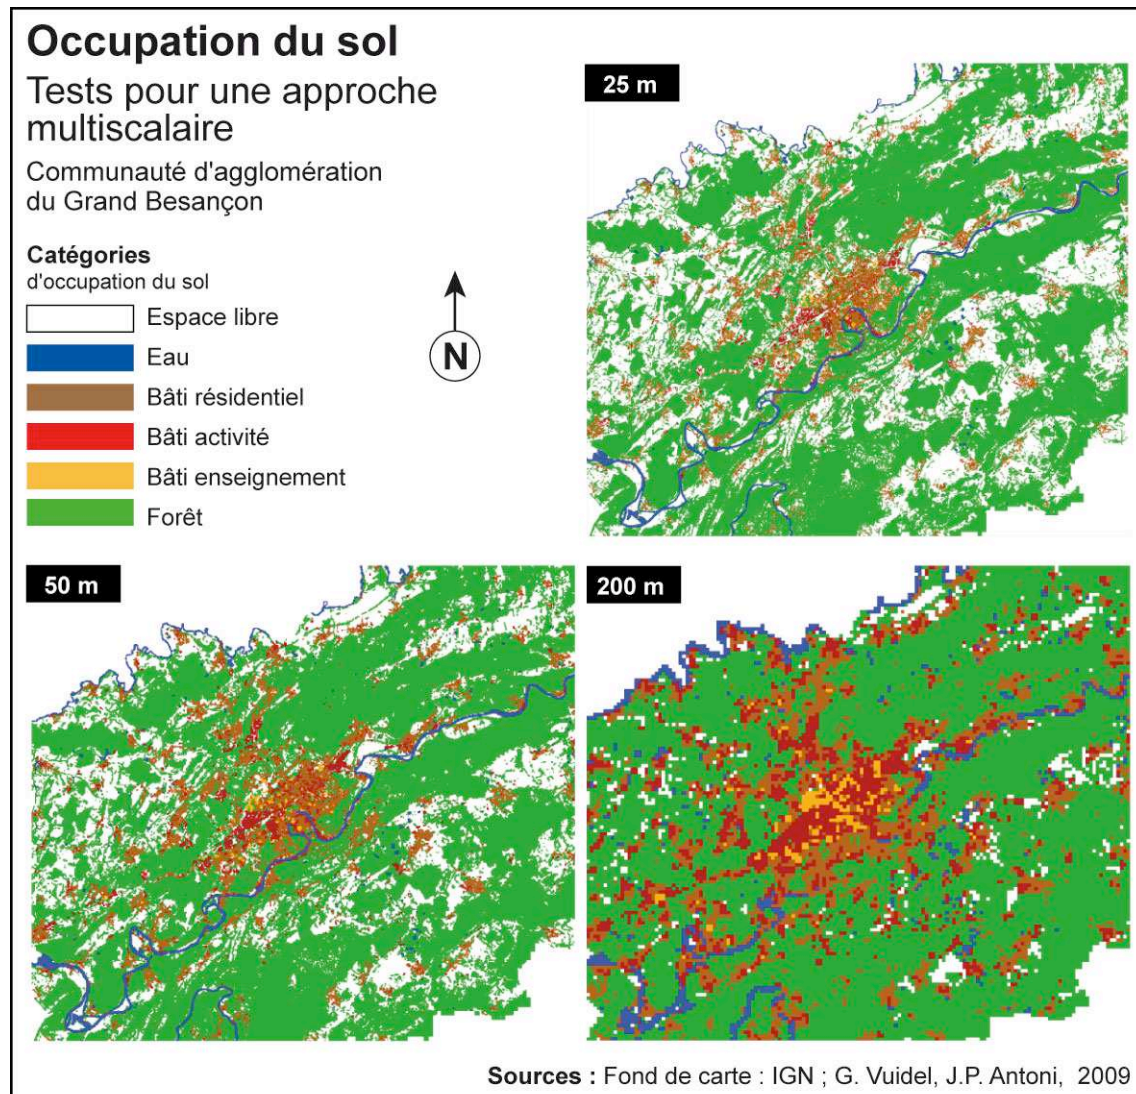 Occupation du sol
Tests pour une approche
multiscalaire
Communauté d'agglomération
du Grand Besançon
Catégories
d'occupation du sol
Espace libre
Eau
Bâti résidentiel
Bâti activité
Bâti enseignement
Forêt
N
25 m
50 m
200 m
Sources : Fond de carte : IGN ; G. Vuidel, J.P. Antoni, 2009